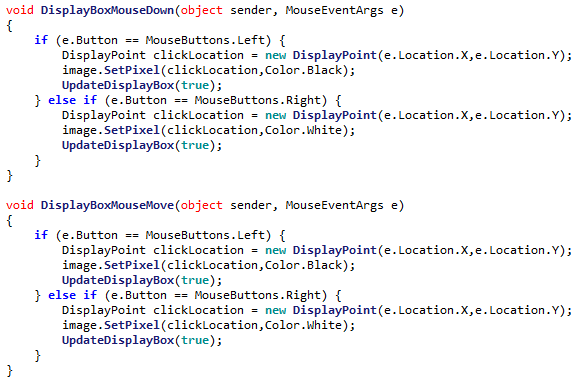 void DisplayBoxMouseDown(object sender, MouseEventArgs e)
{
    if (e.Button == MouseButtons.Left) {
        DisplayPoint clickLocation = new DisplayPoint(e.Location.X,e.Location.Y);
        image.SetPixel(clickLocation,Color.Black);
        UpdateDisplayBox(true);
    } else if (e.Button == MouseButtons.Right) {
        DisplayPoint clickLocation = new DisplayPoint(e.Location.X,e.Location.Y);
        image.SetPixel(clickLocation,Color.White);
        UpdateDisplayBox(true);
    }
}

void DisplayBoxMouseMove(object sender, MouseEventArgs e)
{
    if (e.Button == MouseButtons.Left) {
        DisplayPoint clickLocation = new DisplayPoint(e.Location.X,e.Location.Y);
        image.SetPixel(clickLocation,Color.Black);
        UpdateDisplayBox(true);
    } else if (e.Button == MouseButtons.Right) {
        DisplayPoint clickLocation = new DisplayPoint(e.Location.X,e.Location.Y);
        image.SetPixel(clickLocation,Color.White);
        UpdateDisplayBox(true);
    }
}